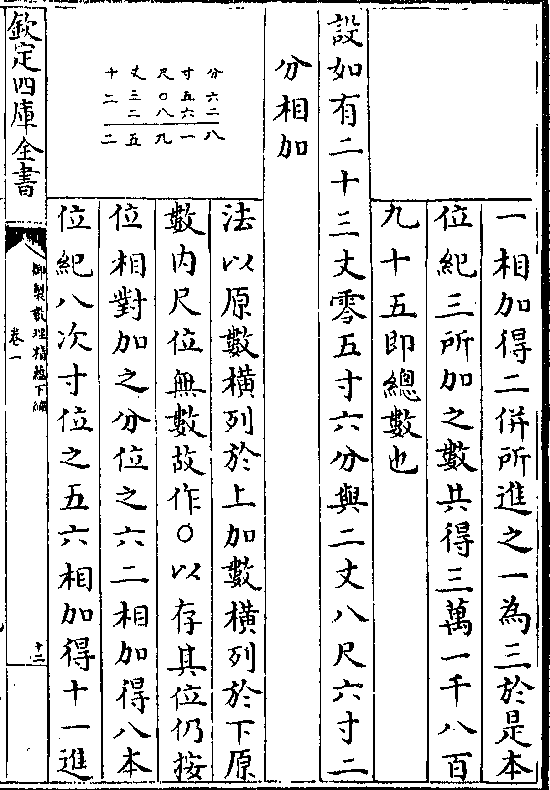 一相加得二併所進之一為三於是本
位紀三所加之數共得三萬一千八百
九十五即總數也
設如有二十三丈零五寸六分與二丈八尺六寸二
分相加
十丈尺寸分
二三〇五六
二八六二
二五九一八
法以原數橫列於上加數橫列於下原
數内尺位無數故作〇以存其位仍按
位相對加之分位之六二相加得八本
位紀八次寸位之五六相加得十一進
欽定四庫全書
御製數理精蘊下編
卷一
十二